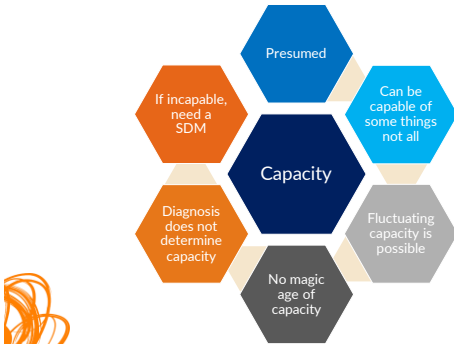 Presumed
Can be
capable of
some things
not all
Fluctuating
capacity is
possible
No magic
age of
capacity
Diagnosis
does not
determine
capacity
If incapable,
need a
SDM
Capacity